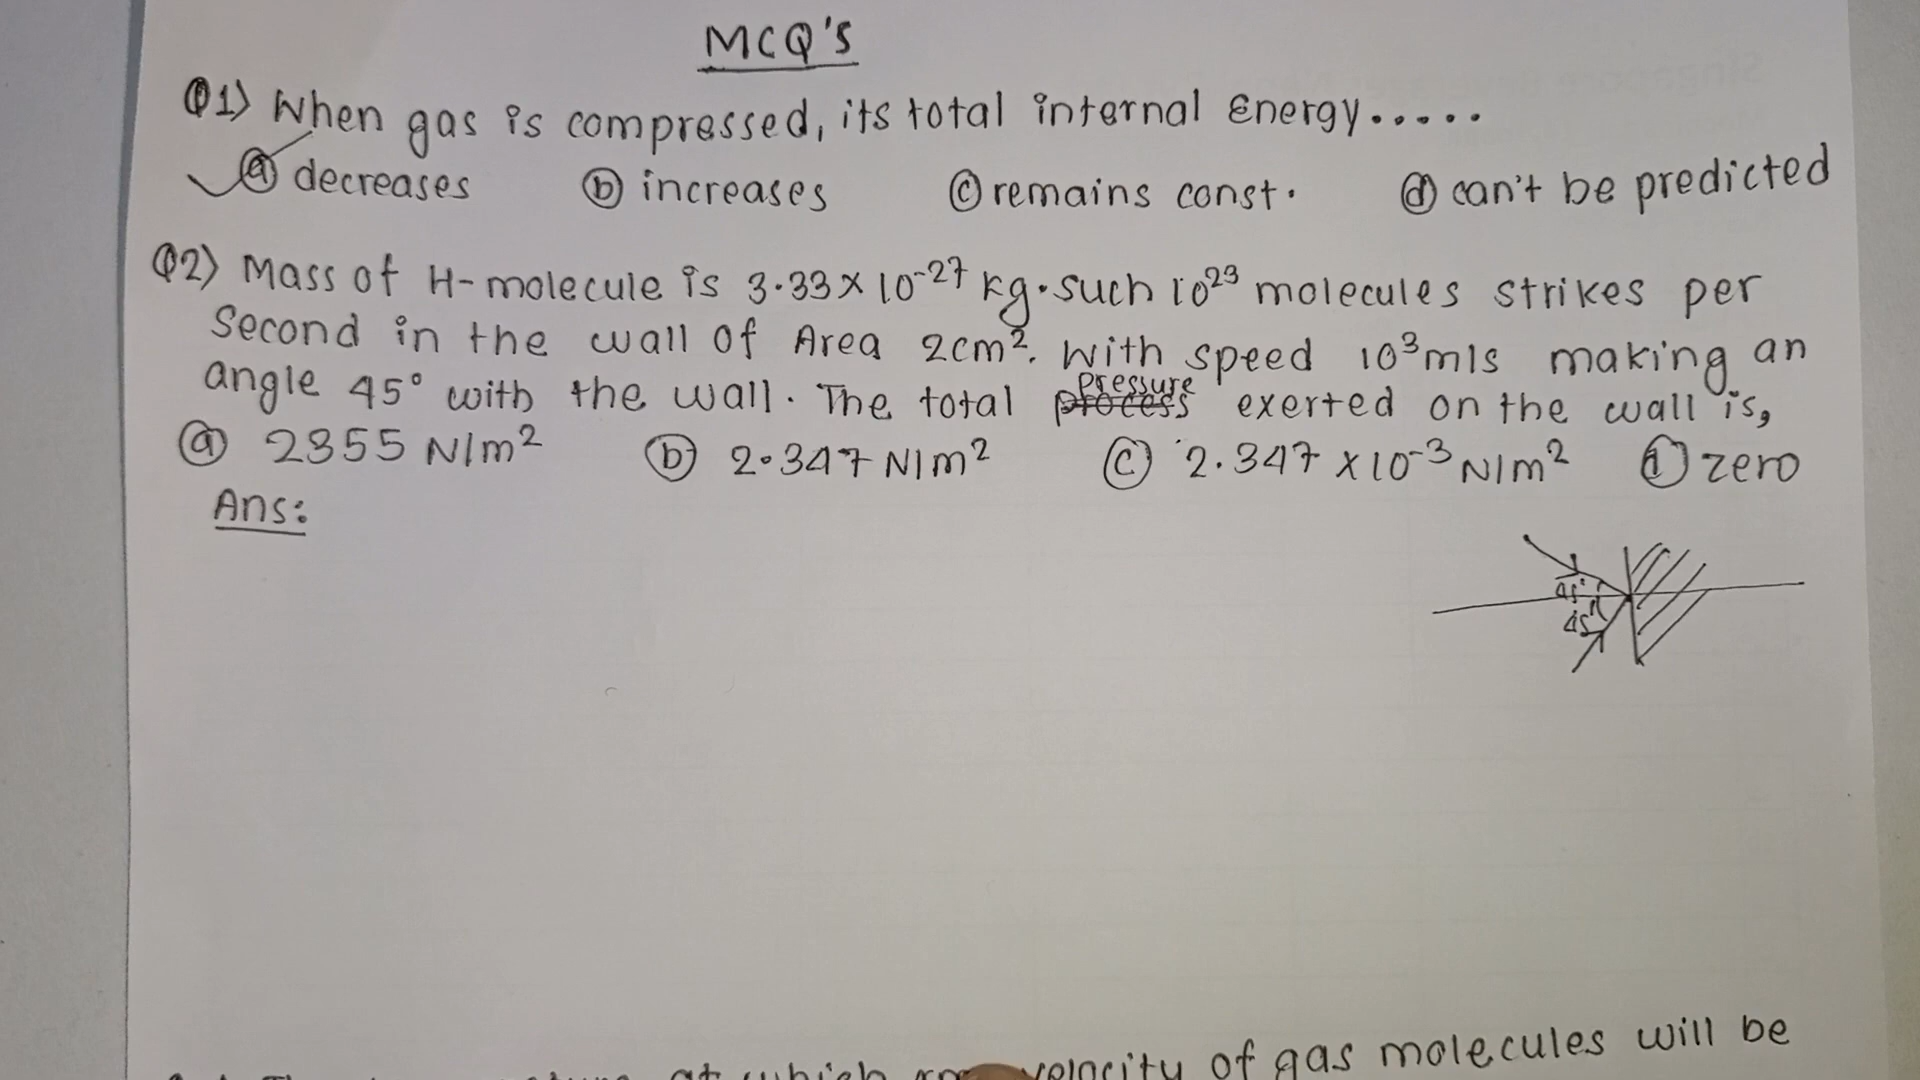 MCQ's
Q1) When gas is compressed, its total internal Energy.....
(a) decreases (b) increases (c) remains const. (d) can't be predicted
Q2) Mass of H-molecule is 3.33 × 10⁻²⁷ kg. such 10²³ molecules strikes per
second in the wall of Area 2cm². With speed 10³m/s making an
angle 45° with the wall. The total pressure exerted on the wall is,
(a) 2355 N/m² (b) 2.347 N/m² (c) 2.347 × 10⁻³ N/m² (d) zero
Ans:
45°
45°
at which velocity of gas molecules will be